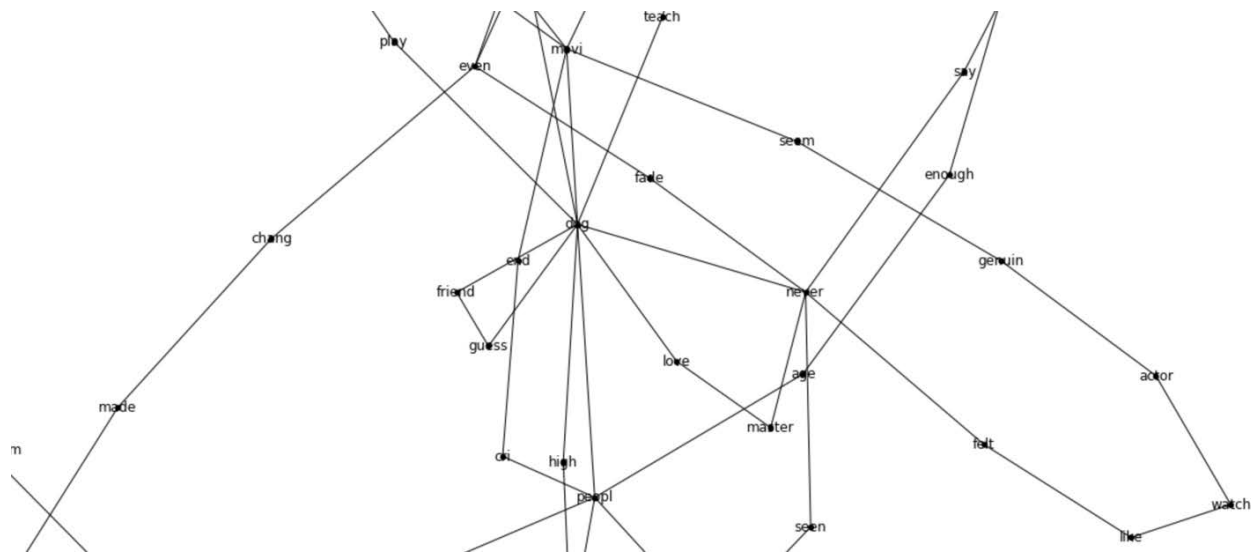 teach
play
movi
even
say
seem
enough
fade
dog
chang
end
genuin
friend
never
guess
love
age
actor
made
master
felt
m
cri
high
peopl
watch
seen
like